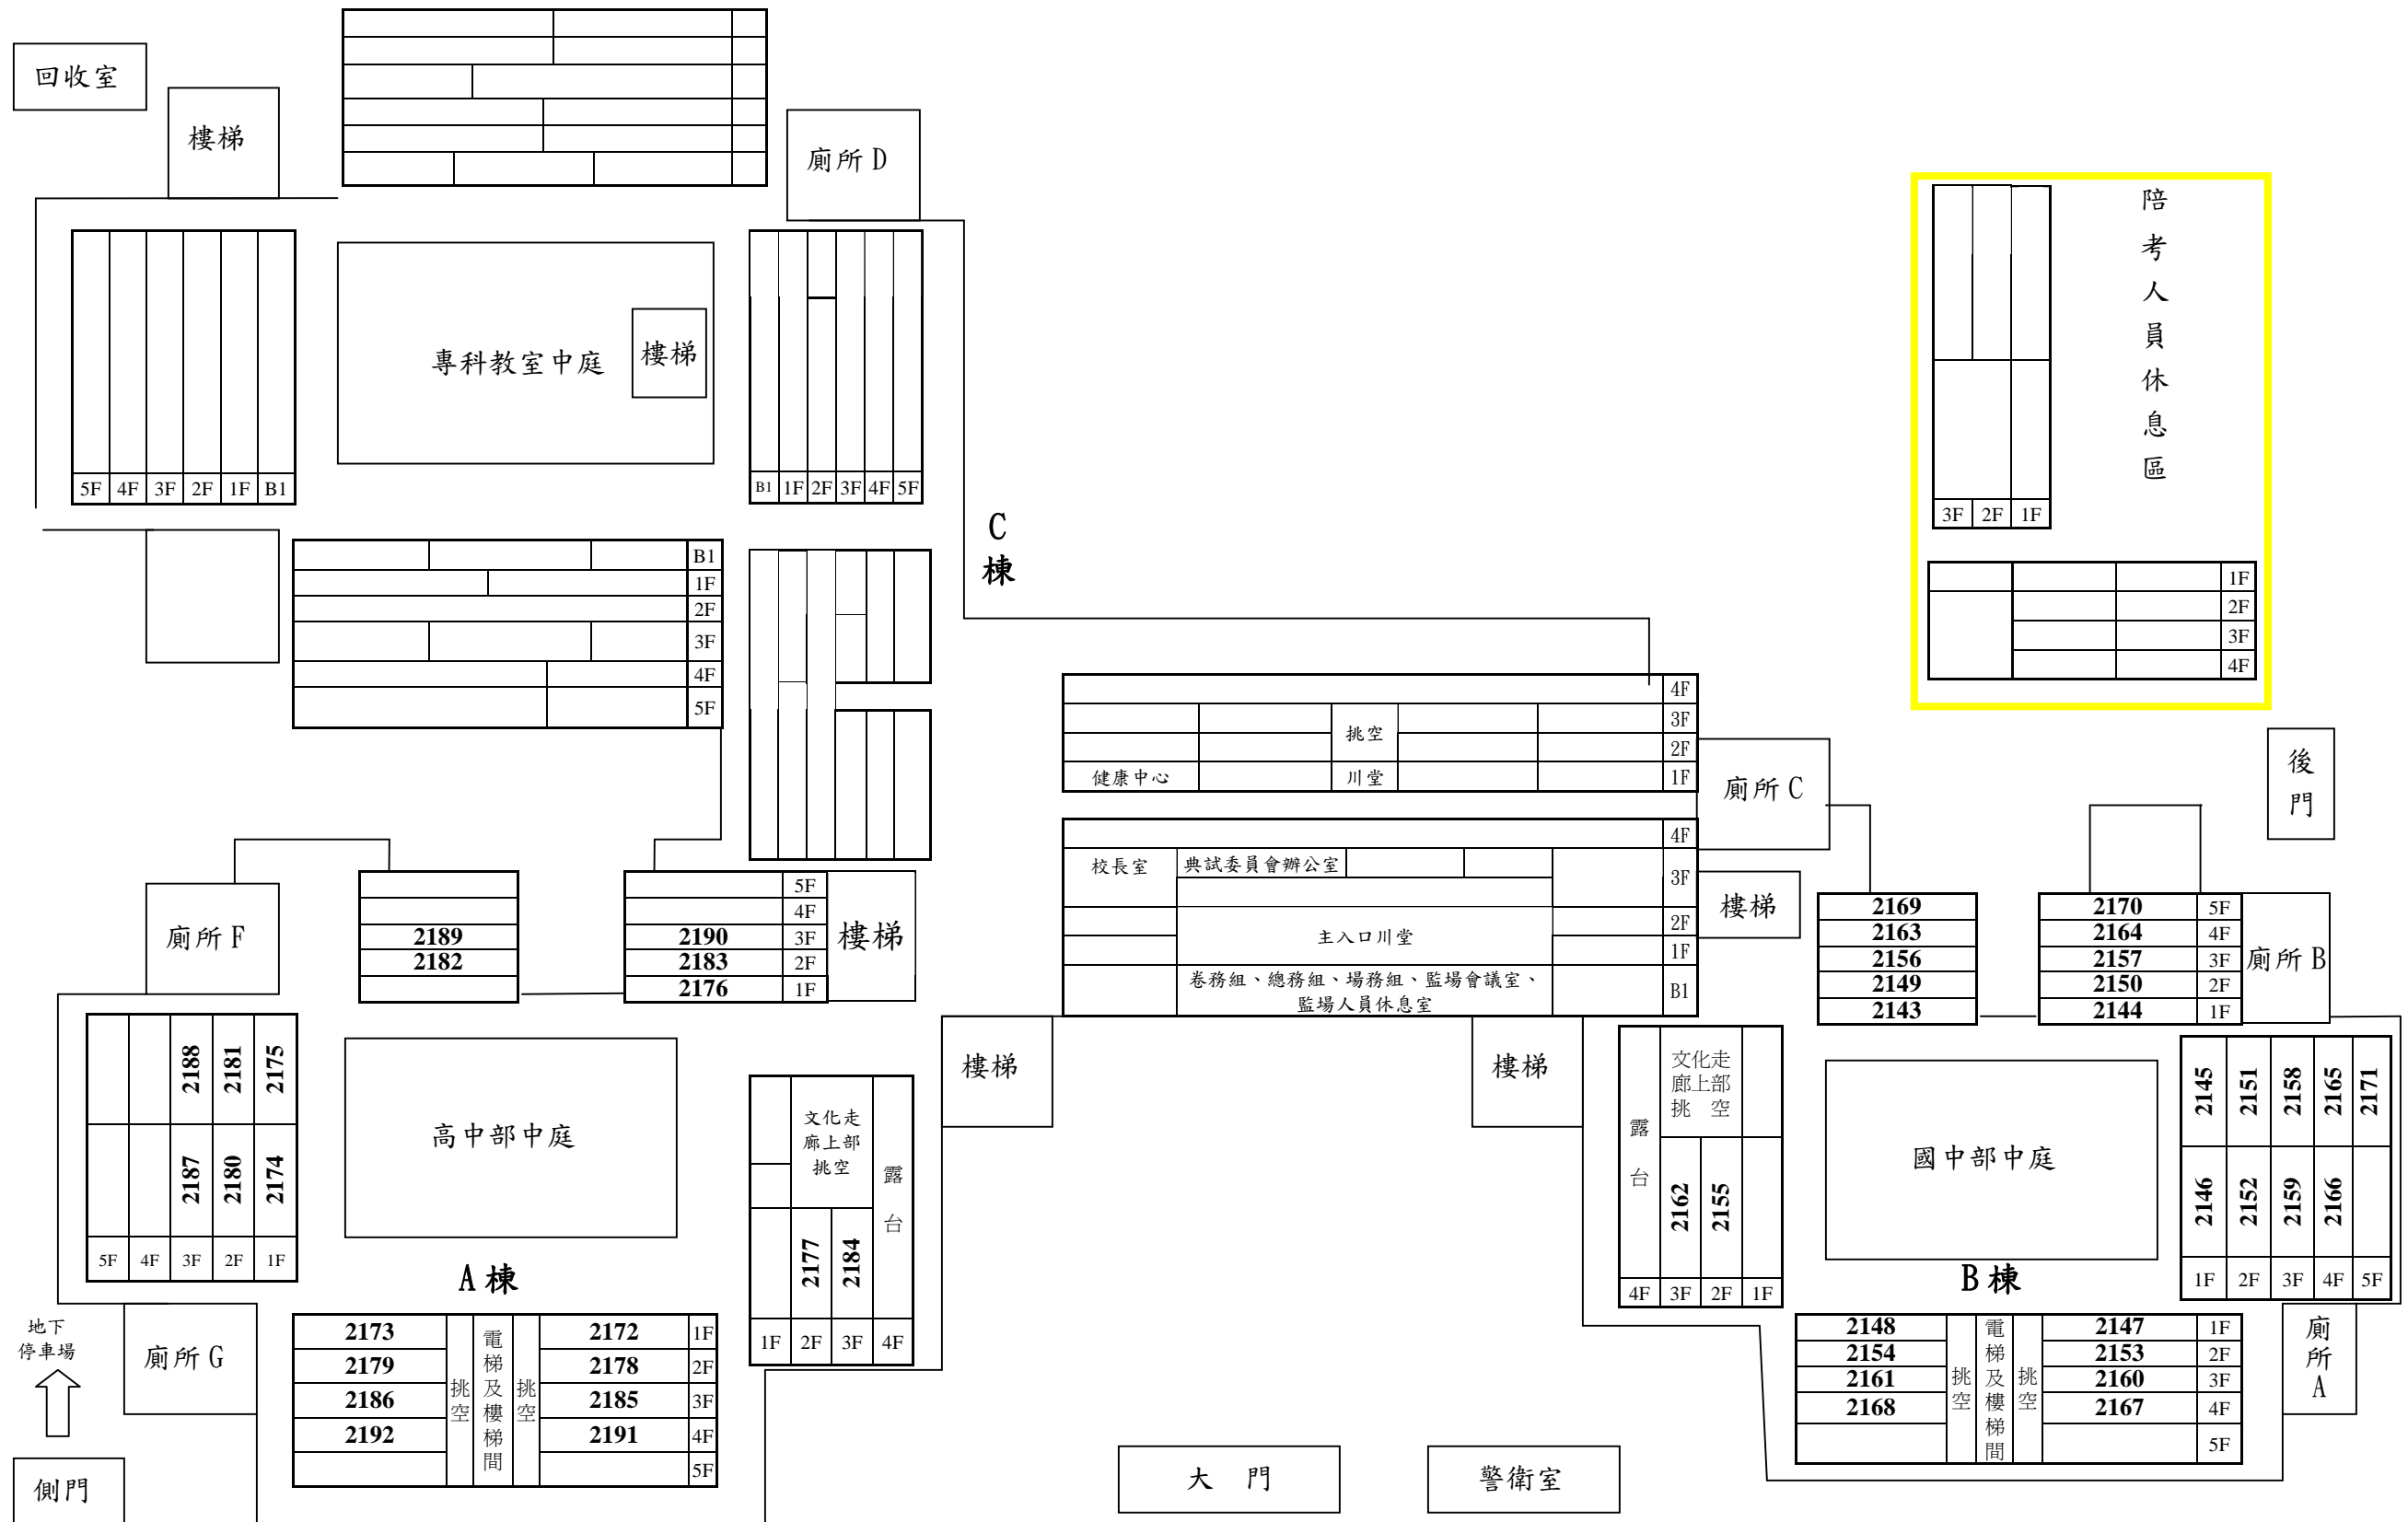 回收室
樓梯
廁所 D
專科教室中庭
樓梯
5F 4F 3F 2F 1F B1
B1 1F 2F 3F 4F 5F
C
棟
陪
考
人
員
休
息
區
3F 2F 1F
1F
2F
3F
4F
B1
1F
2F
3F
4F
5F
4F
3F
挑空
2F
健康中心 川堂 1F
廁所 C
後
門
4F
校長室 典試委員會辦公室
3F
2F
主入口川堂
1F
卷務組、總務組、場務組、監場會議室、
監場人員休息室
B1
樓梯
廁所 F
2189
2182
5F
4F
2190 3F
2183 2F
2176 1F
樓梯
2169
2163
2156
2149
2143
2170 5F
2164 4F
2157 3F
2150 2F
2144 1F
廁所 B
2188 2181 2175
2187 2180 2174
5F 4F 3F 2F 1F
高中部中庭
A 棟
文化走
廊上部
挑空
露
台
2177 2184
1F 2F 3F 4F
樓梯
樓梯
文化走
廊上部
挑 空
露
台
2162 2155
4F 3F 2F 1F
國中部中庭
B 棟
2145 2151 2158 2165 2171
2146 2152 2159 2166
1F 2F 3F 4F 5F
地下
停車場
廁所 G
側門
2173 2172 1F
2179 2178 2F
2186 2185 3F
2192 2191 4F
5F
挑空
電梯及樓梯間
挑空
大 門
警衛室
2148 2147 1F
2154 2153 2F
2161 2160 3F
2168 2167 4F
5F
挑空
電梯及樓梯間
挑空
廁
所
A